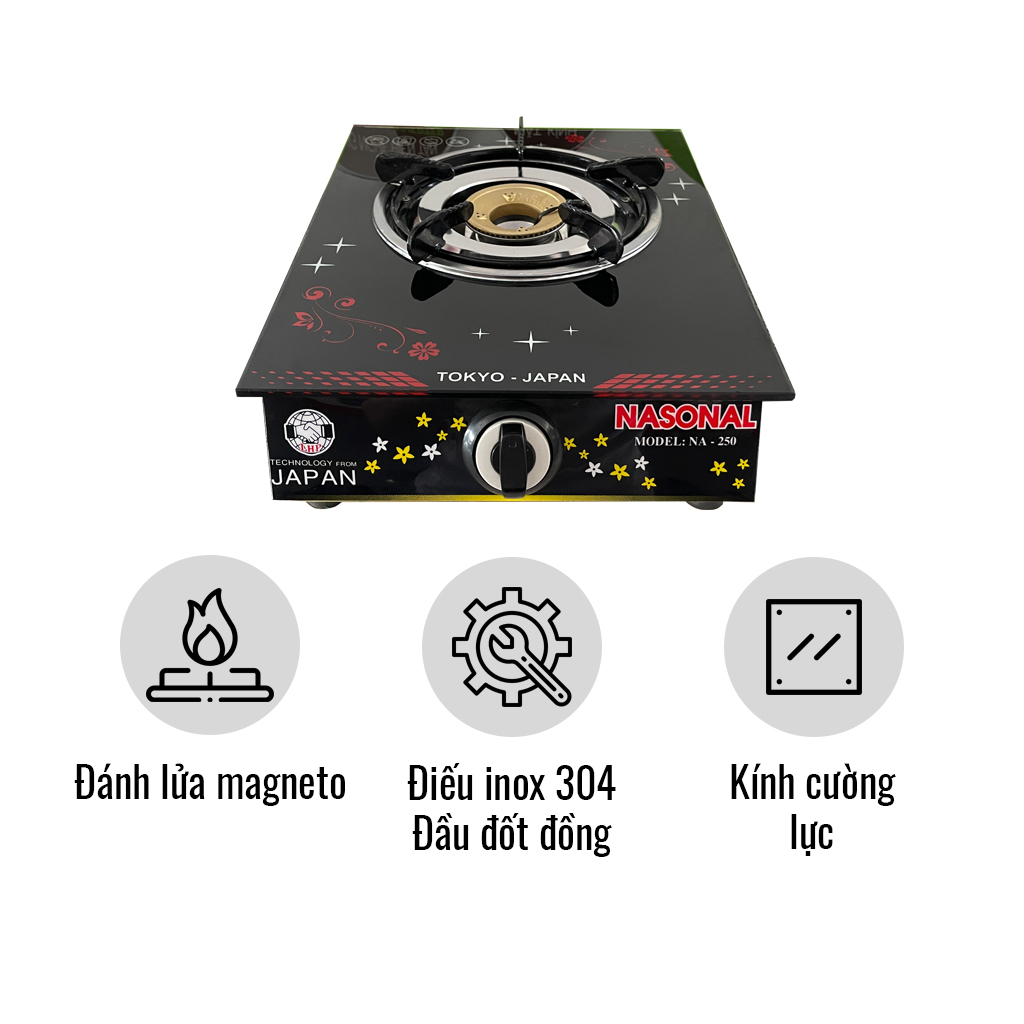 TOKYO - JAPAN
NASONAL
MODEL: NA - 250
TECHNOLOGY FROM
JAPAN
Đánh lửa magneto
Điếu inox 304
Đầu đốt đồng
Kính cường
lực